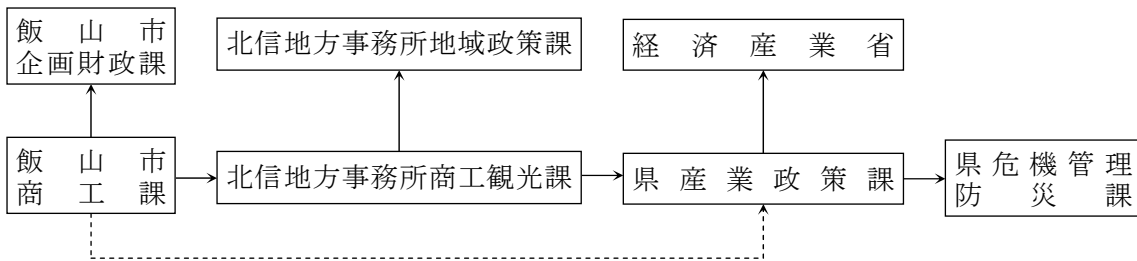 飯山市
企画財政課
北信地方事務所地域政策課
経済産業省
飯山市
商工課
北信地方事務所商工観光課
県産業政策課
県危機管理
防災課